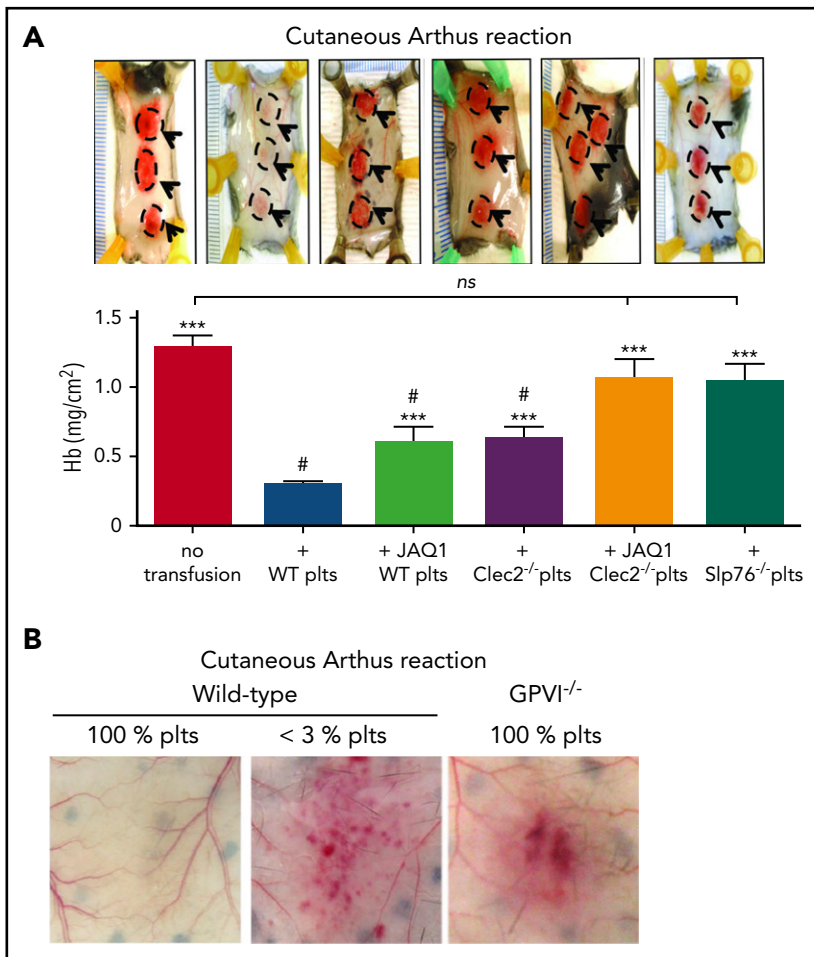 A
Cutaneous Arthus reaction
ns
Hb (mg/cm²)
1.5
1.0
0.5
0
***
#
#
***
#
***
***
***
no
transfusion
+
WT plts
+ JAQ1
WT plts
+
Clec2⁻/⁻plts
+ JAQ1
Clec2⁻/⁻plts
+
Slp76⁻/⁻plts
B
Cutaneous Arthus reaction
Wild-type
GPVI⁻/⁻
100 % plts
< 3 % plts
100 % plts